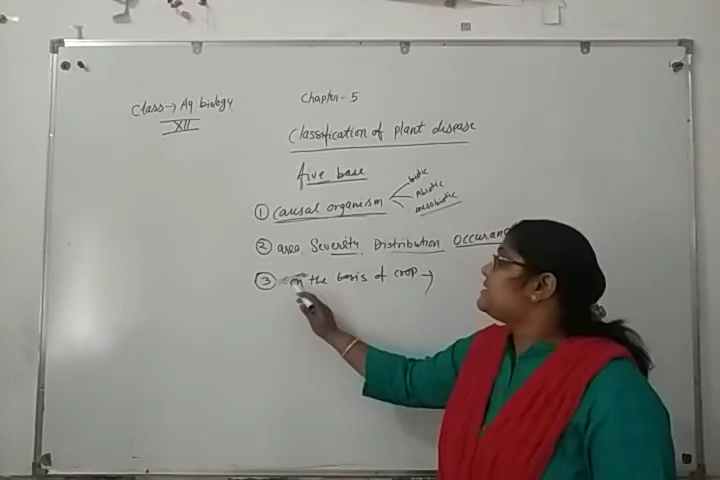 Chapter - 5
Class → Ag biology
XII
Classification of plant disease
five base
① Causal organism
biotic
Abiotic
mesobiotic
② area Severity Distribution Occuranc
③ on the basis of crop →